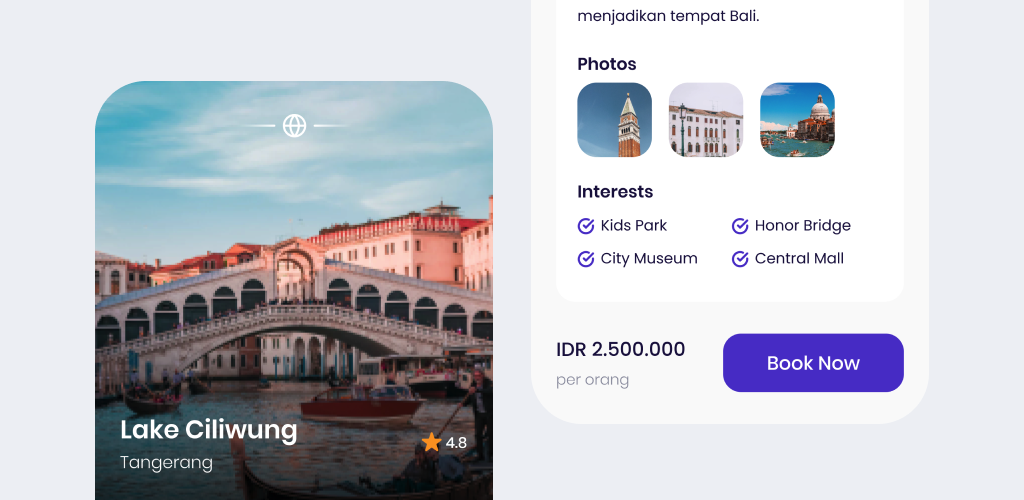 Lake Ciliwung
Tangerang
4.8
menjadikan tempat Bali.
Photos
Interests
Kids Park
Honor Bridge
City Museum
Central Mall
IDR 2.500.000
per orang
Book Now